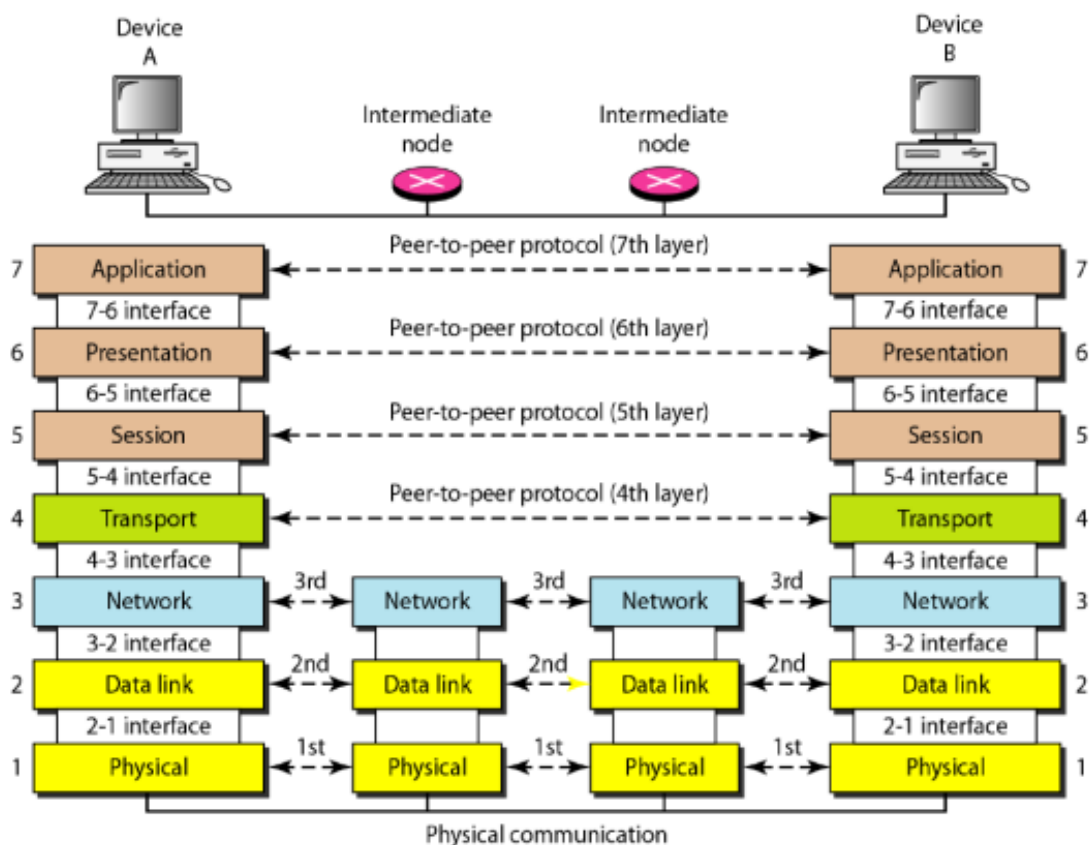 Device
A
Device
B
Intermediate
node
Intermediate
node
Peer-to-peer protocol (7th layer)
7 Application Application 7
7-6 interface 7-6 interface
Peer-to-peer protocol (6th layer)
6 Presentation Presentation 6
6-5 interface 6-5 interface
Peer-to-peer protocol (5th layer)
5 Session Session 5
5-4 interface 5-4 interface
Peer-to-peer protocol (4th layer)
4 Transport Transport 4
4-3 interface 4-3 interface
3rd 3rd 3rd
3 Network Network Network Network 3
3-2 interface 3-2 interface
2nd 2nd 2nd
2 Data link Data link Data link Data link 2
2-1 interface 2-1 interface
1st 1st 1st
1 Physical Physical Physical Physical 1
Physical communication